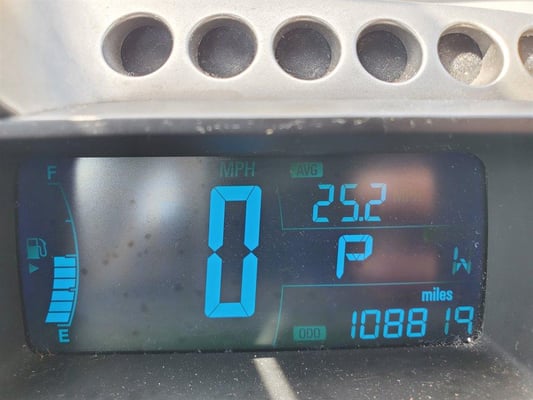 F
MPH
AVG
25.2
0
P
W
miles
E
ODO
108819